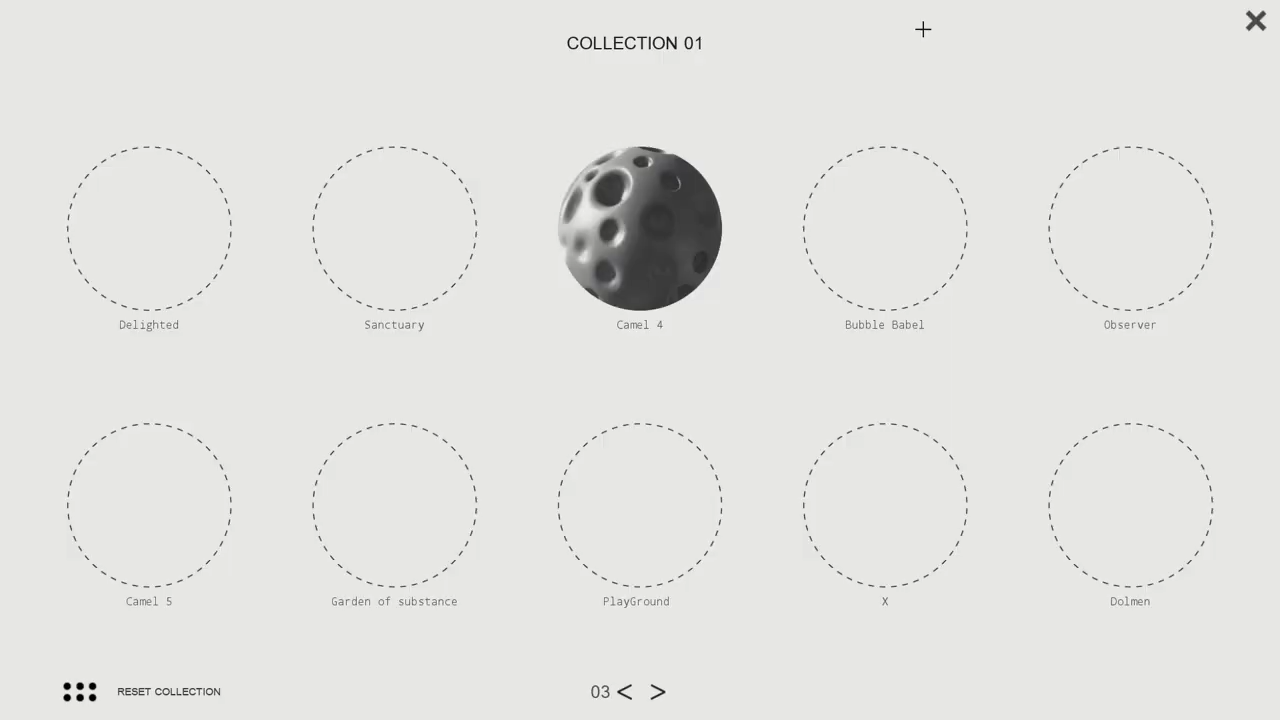 COLLECTION 01
Delighted
Sanctuary
Camel 4
Bubble Babel
Observer
Camel 5
Garden of substance
PlayGround
X
Dolmen
RESET COLLECTION
03 < >